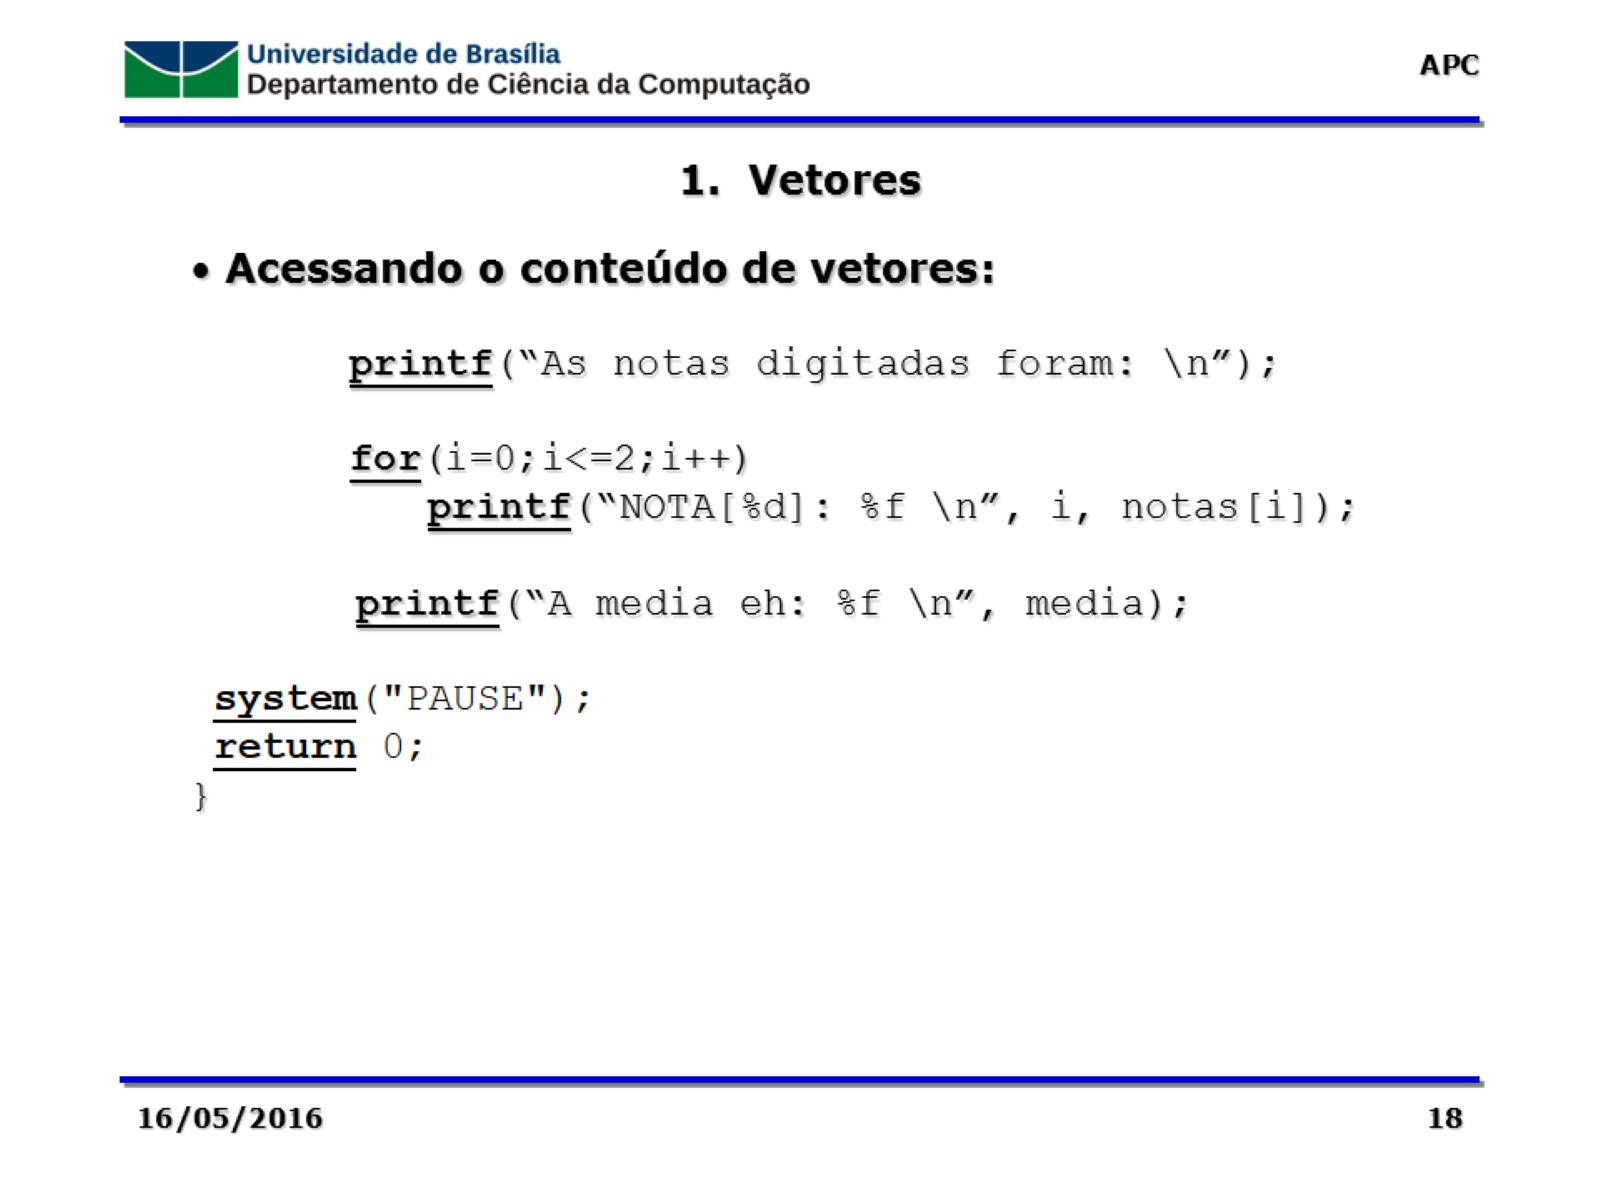 Universidade de Brasília
Departamento de Ciência da Computação
APC
1. Vetores
• Acessando o conteúdo de vetores:
printf(“As notas digitadas foram: \n”);
for(i=0;i<=2;i++)
printf(“NOTA[%d]: %f \n”, i, notas[i]);
printf(“A media eh: %f \n”, media);
system("PAUSE");
return 0;
}
16/05/2016
18